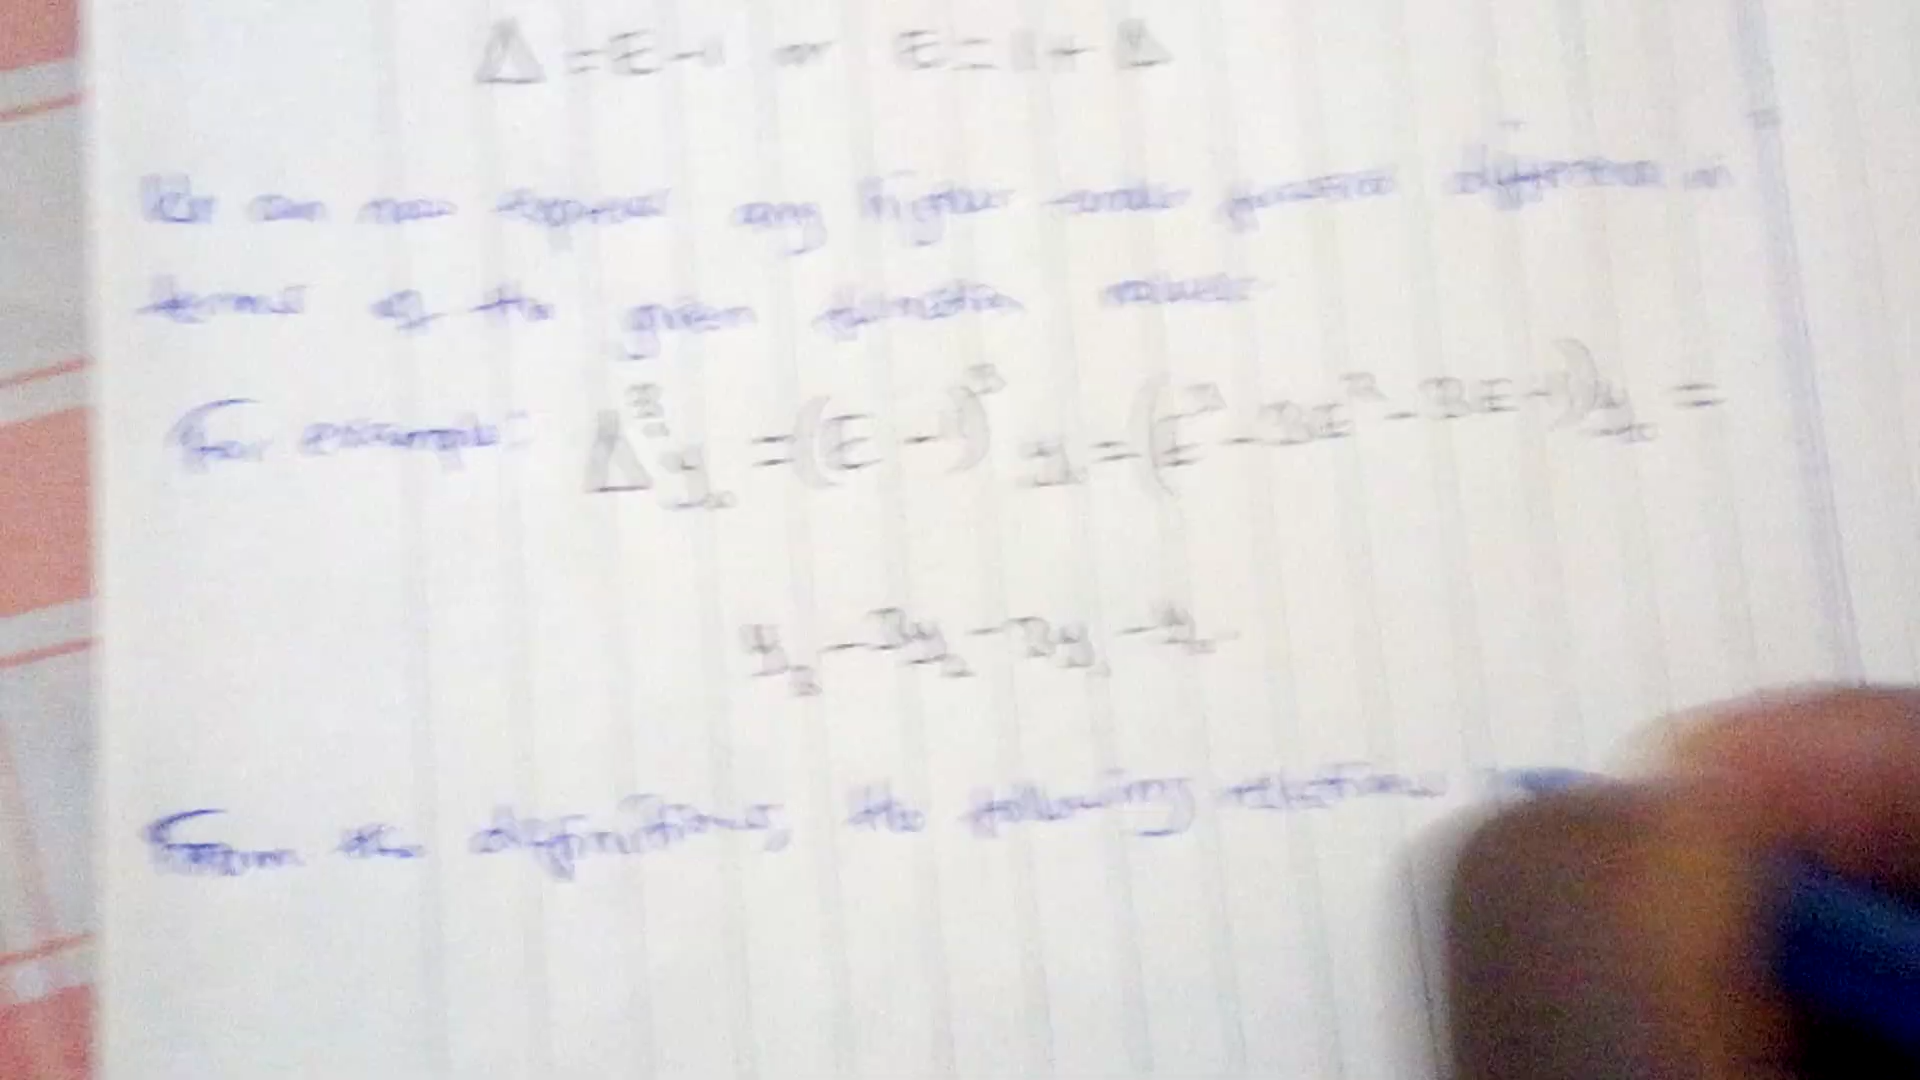 Δ = E - 1 or E = 1 + Δ
We can now express any higher order function difference in
terms of the given function values
For example: Δ³y₀ = (E - 1)³ y₀ = (E³ - 3E² - 3E - 1)y₀ =
y₃ - 3y₂ - 3y₁ - y₀
From the definitions, the following relations